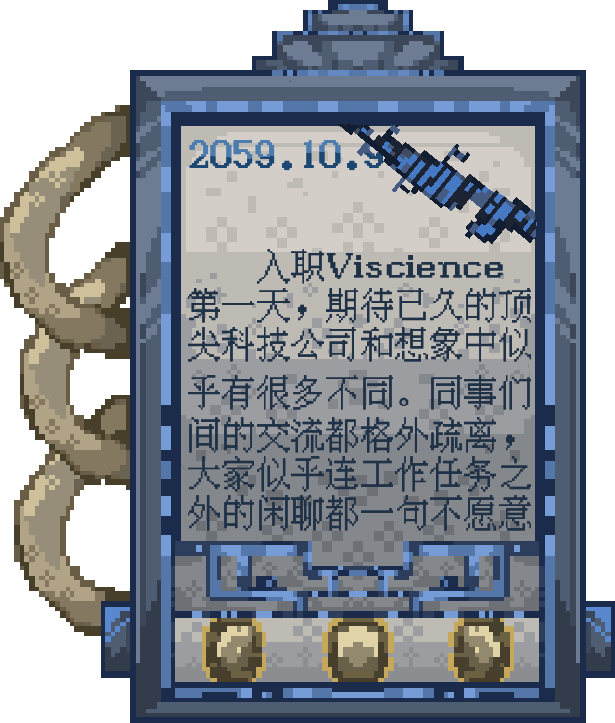 2059.10.9
入职Viscience
第一天，期待已久的顶
尖科技公司和想象中似
乎有很多不同。同事们
间的交流都格外疏离，
大家似乎连工作任务之
外的闲聊都一句不愿意